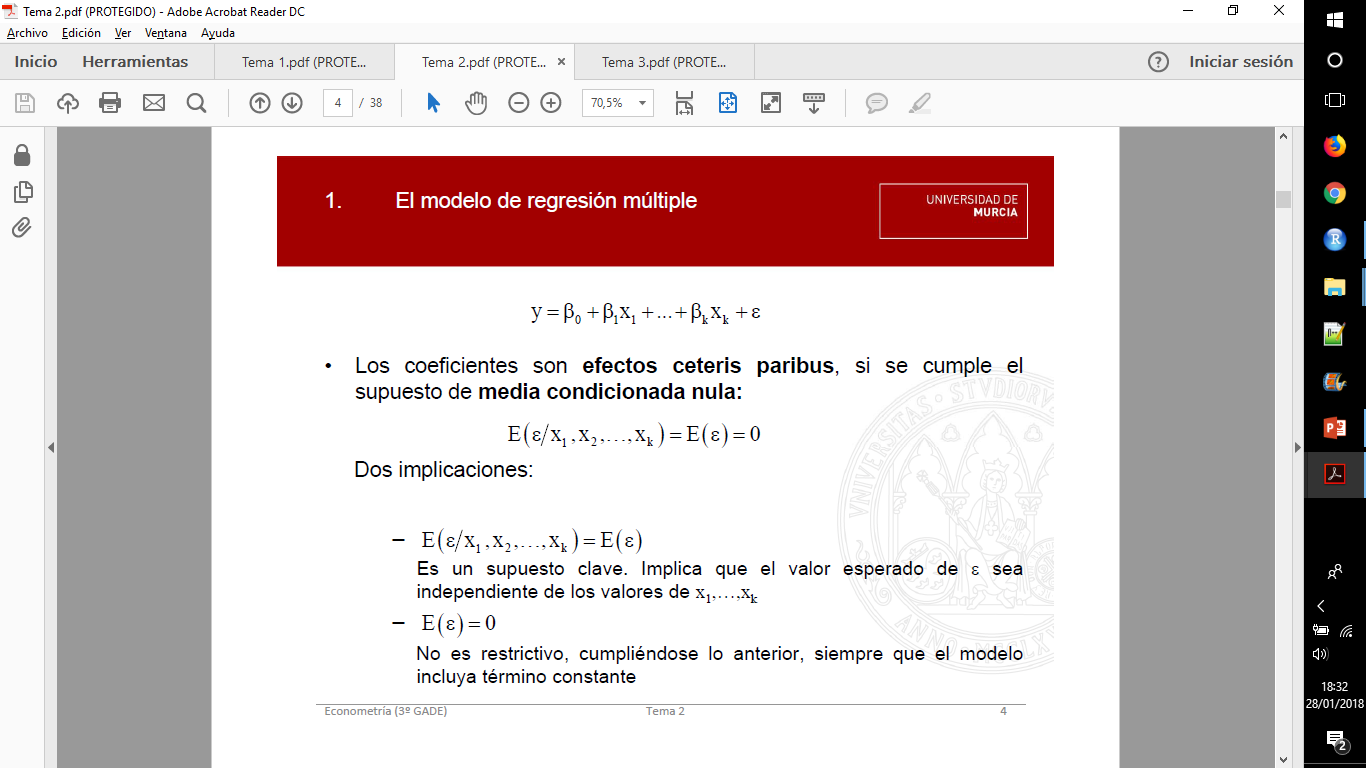 Tema 2.pdf (PROTEGIDO) - Adobe Acrobat Reader DC
Archivo Edición Ver Ventana Ayuda
Inicio Herramientas Tema 1.pdf (PROTE... Tema 2.pdf (PROTE... × Tema 3.pdf (PROTE... Iniciar sesión
4 / 38 70,5%
1. El modelo de regresión múltiple
UNIVERSIDAD DE
MURCIA
y = β₀ + β₁x₁ + ... + βₖxₖ + ε
• Los coeficientes son efectos ceteris paribus, si se cumple el
supuesto de media condicionada nula:
E(ε/x₁,x₂,...,xₖ) = E(ε) = 0
Dos implicaciones:
– E(ε/x₁,x₂,...,xₖ) = E(ε)
Es un supuesto clave. Implica que el valor esperado de ε sea
independiente de los valores de x₁,...,xₖ
– E(ε) = 0
No es restrictivo, cumpliéndose lo anterior, siempre que el modelo
incluya término constante
Econometría (3º GADE) Tema 2 4
18:32
28/01/2018
2